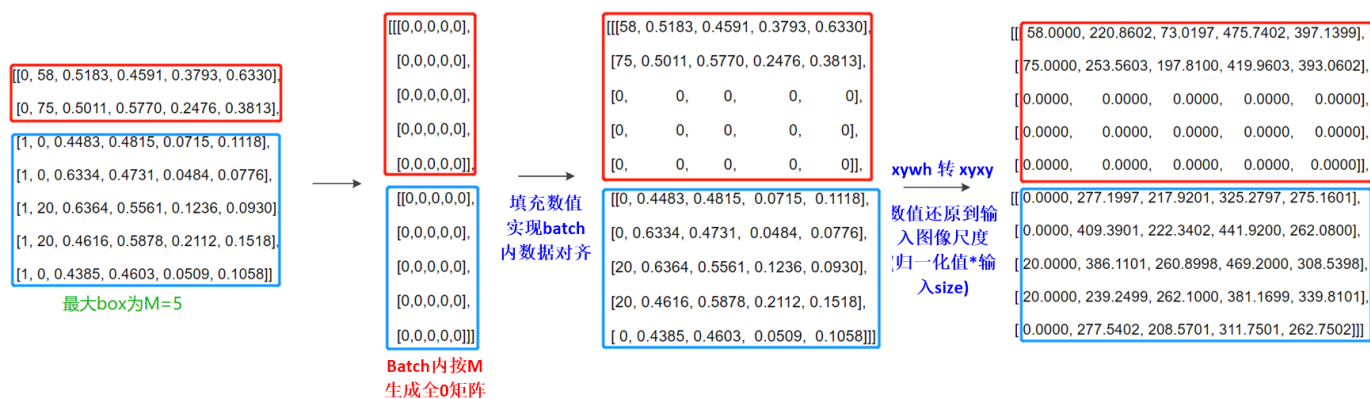 [[0, 58, 0.5183, 0.4591, 0.3793, 0.6330],
[0, 75, 0.5011, 0.5770, 0.2476, 0.3813],
[1, 0, 0.4483, 0.4815, 0.0715, 0.1118],
[1, 0, 0.6334, 0.4731, 0.0484, 0.0776],
[1, 20, 0.6364, 0.5561, 0.1236, 0.0930],
[1, 20, 0.4616, 0.5878, 0.2112, 0.1518],
[1, 0, 0.4385, 0.4603, 0.0509, 0.1058]]
最大box为M=5
[[[0,0,0,0,0],
[0,0,0,0,0],
[0,0,0,0,0],
[0,0,0,0,0],
[0,0,0,0,0]],
[[0,0,0,0,0],
[0,0,0,0,0],
[0,0,0,0,0],
[0,0,0,0,0],
[0,0,0,0,0]]]
Batch内按M
生成全0矩阵
填充数值
实现batch
内数据对齐
[[[58, 0.5183, 0.4591, 0.3793, 0.6330],
[75, 0.5011, 0.5770, 0.2476, 0.3813],
[0, 0, 0, 0, 0],
[0, 0, 0, 0, 0],
[0, 0, 0, 0, 0]],
[[0, 0.4483, 0.4815, 0.0715, 0.1118],
[0, 0.6334, 0.4731, 0.0484, 0.0776],
[20, 0.6364, 0.5561, 0.1236, 0.0930],
[20, 0.4616, 0.5878, 0.2112, 0.1518],
[ 0, 0.4385, 0.4603, 0.0509, 0.1058]]]
xywh 转 xyxy
数值还原到输
入图像尺度
(归一化值*输
入size)
[[[ 58.0000, 220.8602, 73.0197, 475.7402, 397.1399],
[75.0000, 253.5603, 197.8100, 419.9603, 393.0602],
[0.0000, 0.0000, 0.0000, 0.0000, 0.0000],
[0.0000, 0.0000, 0.0000, 0.0000, 0.0000],
[0.0000, 0.0000, 0.0000, 0.0000, 0.0000]],
[[ 0.0000, 277.1997, 217.9201, 325.2797, 275.1601],
[ 0.0000, 409.3901, 222.3402, 441.9200, 262.0800],
[20.0000, 386.1101, 260.8998, 469.2000, 308.5398],
[20.0000, 239.2499, 262.1000, 381.1699, 339.8101],
[ 0.0000, 277.5402, 208.5701, 311.7501, 262.7502]]]